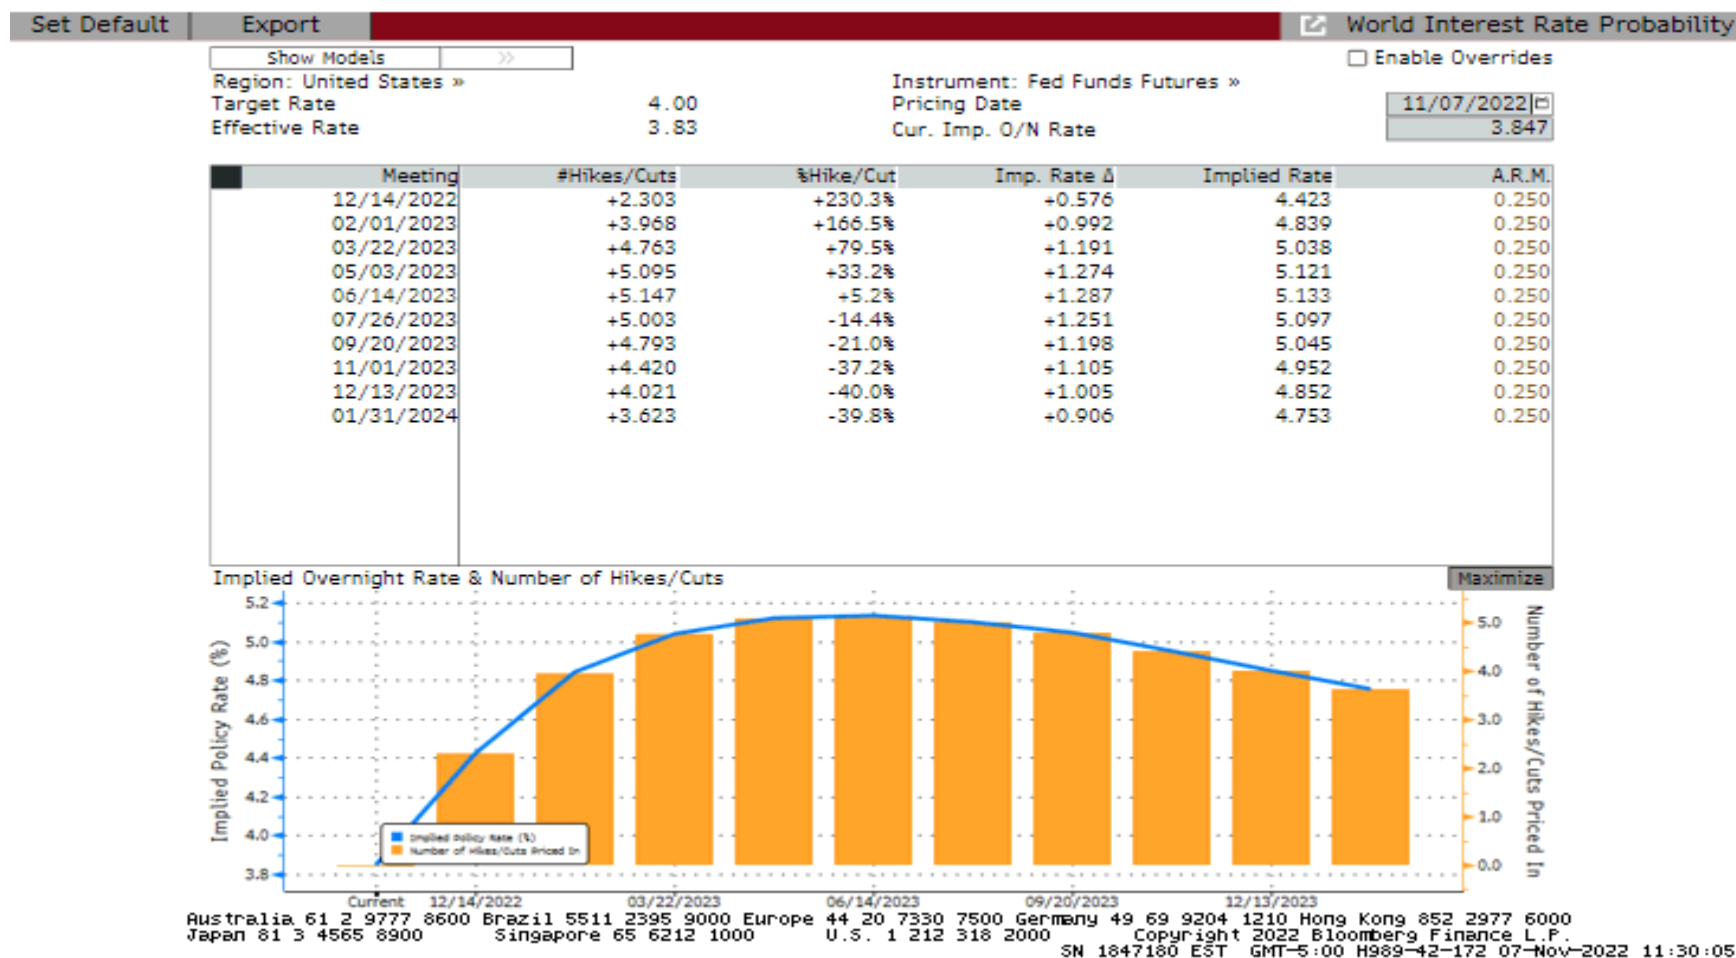 Set Default Export World Interest Rate Probability
Show Models » Enable Overrides
Region: United States » Instrument: Fed Funds Futures »
Target Rate 4.00 Pricing Date 11/07/2022
Effective Rate 3.83 Cur. Imp. O/N Rate 3.847
Meeting #Hikes/Cuts %Hike/Cut Imp. Rate Δ Implied Rate A.R.M.
12/14/2022 +2.303 +230.3% +0.576 4.423 0.250
02/01/2023 +3.968 +166.5% +0.992 4.839 0.250
03/22/2023 +4.763 +79.5% +1.191 5.038 0.250
05/03/2023 +5.095 +33.2% +1.274 5.121 0.250
06/14/2023 +5.147 +5.2% +1.287 5.133 0.250
07/26/2023 +5.003 -14.4% +1.251 5.097 0.250
09/20/2023 +4.793 -21.0% +1.198 5.045 0.250
11/01/2023 +4.420 -37.2% +1.105 4.952 0.250
12/13/2023 +4.021 -40.0% +1.005 4.852 0.250
01/31/2024 +3.623 -39.8% +0.906 4.753 0.250
Implied Overnight Rate & Number of Hikes/Cuts Maximize
Implied Policy Rate (%)
5.2
5.0
4.8
4.6
4.4
4.2
4.0
3.8
Implied Policy Rate (%)
Number of Hikes/Cuts Priced In
5.0
4.0
3.0
2.0
1.0
0.0
Number of Hikes/Cuts Priced In
Current 12/14/2022 03/22/2023 06/14/2023 09/20/2023 12/13/2023
Australia 61 2 9777 8600 Brazil 5511 2395 9000 Europe 44 20 7330 7500 Germany 49 69 9204 1210 Hong Kong 852 2977 6000
Japan 81 3 4565 8900 Singapore 65 6212 1000 U.S. 1 212 318 2000 Copyright 2022 Bloomberg Finance L.P.
SN 1847180 EST GMT-5:00 H989-42-172 07-Nov-2022 11:30:05